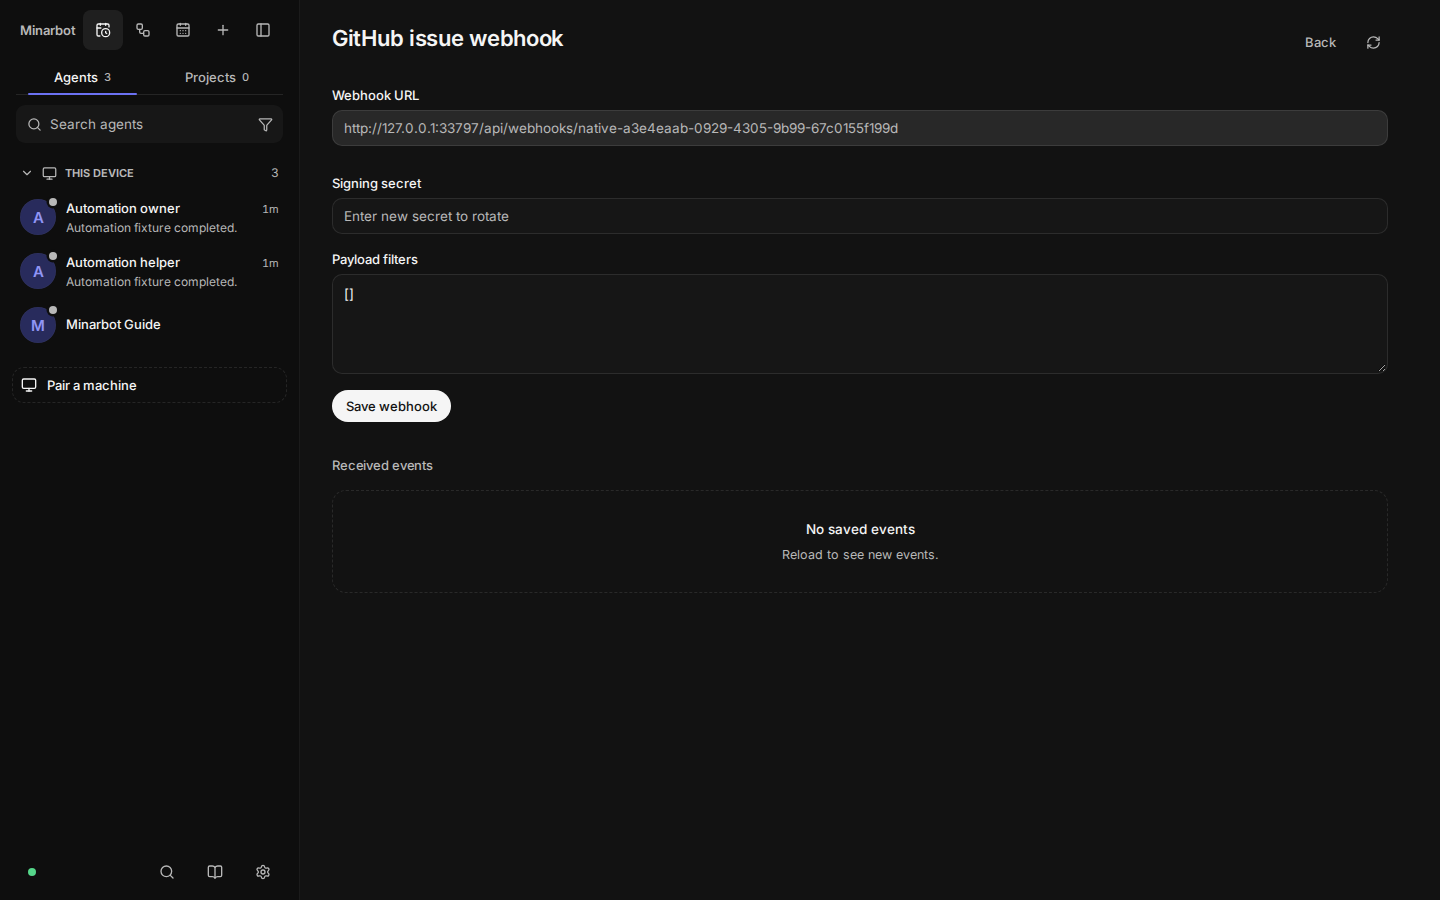 Minarbot
Agents 3
Projects 0
Search agents
THIS DEVICE 3
A
Automation owner 1m
Automation fixture completed.
A
Automation helper 1m
Automation fixture completed.
M
Minarbot Guide
Pair a machine
GitHub issue webhook
Back
Webhook URL
http://127.0.0.1:33797/api/webhooks/native-a3e4eaab-0929-4305-9b99-67c0155f199d
Signing secret
Enter new secret to rotate
Payload filters
[]
Save webhook
Received events
No saved events
Reload to see new events.